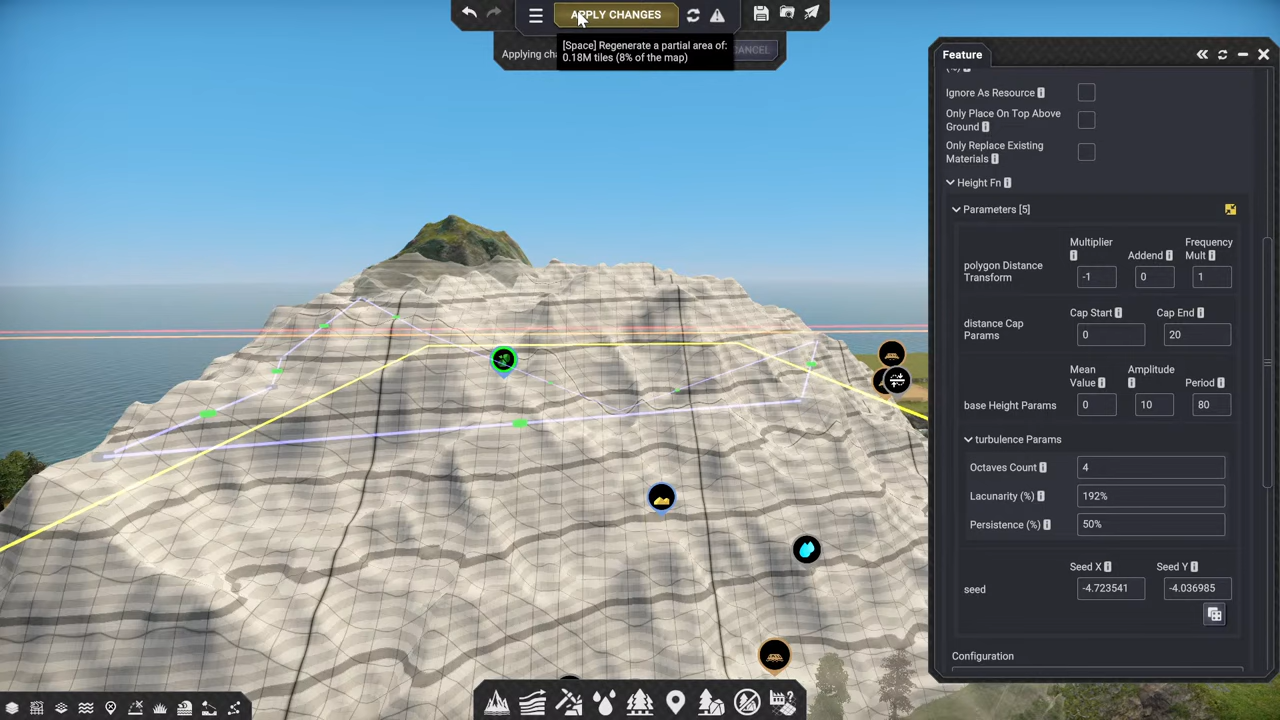 APPLY CHANGES
[Space] Regenerate a partial area of:
0.18M tiles (8% of the map)
Applying cha
CANCEL
Feature
(%)
Ignore As Resource
Only Place On Top Above
Ground
Only Replace Existing
Materials
Height Fn
Parameters [5]
Multiplier
Addend
Frequency
Mult
polygon Distance
Transform
-1
0
1
Cap Start
Cap End
distance Cap
Params
0
20
Mean
Value
Amplitude
Period
base Height Params
0
10
80
turbulence Params
Octaves Count
4
Lacunarity (%)
192%
Persistence (%)
50%
Seed X
Seed Y
seed
-4.723541
-4.036985
Configuration